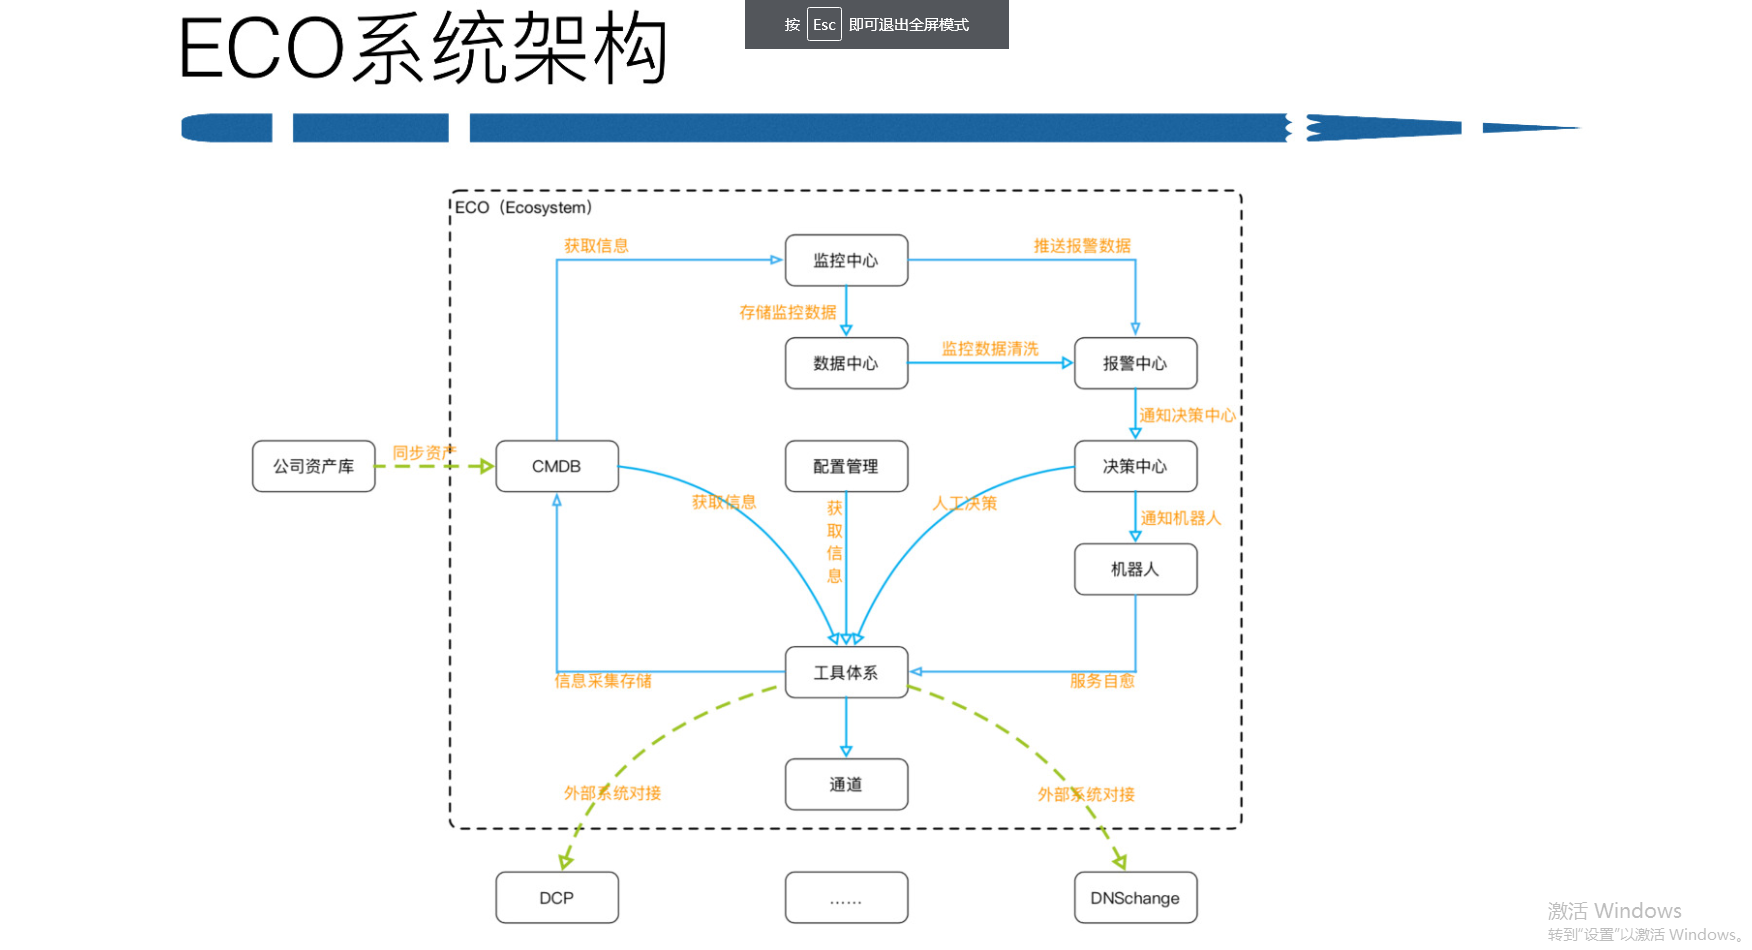 ECO系统架构
按 Esc 即可退出全屏模式
ECO（Ecosystem）
获取信息
监控中心
推送报警数据
存储监控数据
数据中心
监控数据清洗
报警中心
通知决策中心
公司资产库
同步资产
CMDB
配置管理
决策中心
获取信息
获取信息
人工决策
通知机器人
机器人
工具体系
信息采集存储
服务自愈
通道
外部系统对接
外部系统对接
DCP
......
DNSchange
激活 Windows
转到“设置”以激活 Windows。